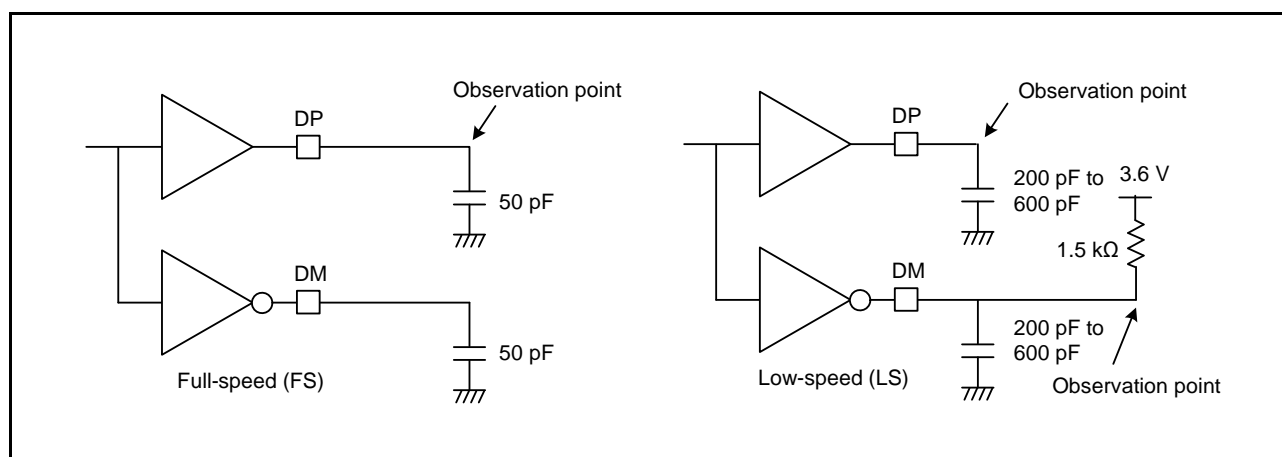 Observation point
DP
50 pF
DM
50 pF
Full-speed (FS)
Observation point
DP
200 pF to
600 pF
3.6 V
1.5 kΩ
DM
200 pF to
600 pF
Low-speed (LS)
Observation point